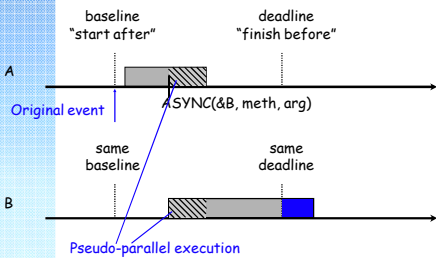 baseline
"start after"
deadline
"finish before"
A
Original event
ASYNC(&B, meth, arg)
same
baseline
same
deadline
B
Pseudo-parallel execution